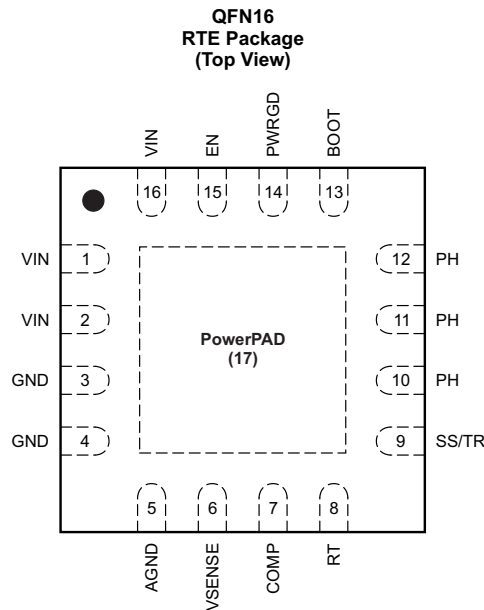 QFN16
RTE Package
(Top View)
VIN
EN
PWRGD
BOOT
16
15
14
13
VIN
1
12
PH
VIN
2
11
PH
PowerPAD
(17)
GND
3
10
PH
GND
4
9
SS/TR
5
6
7
8
AGND
VSENSE
COMP
RT